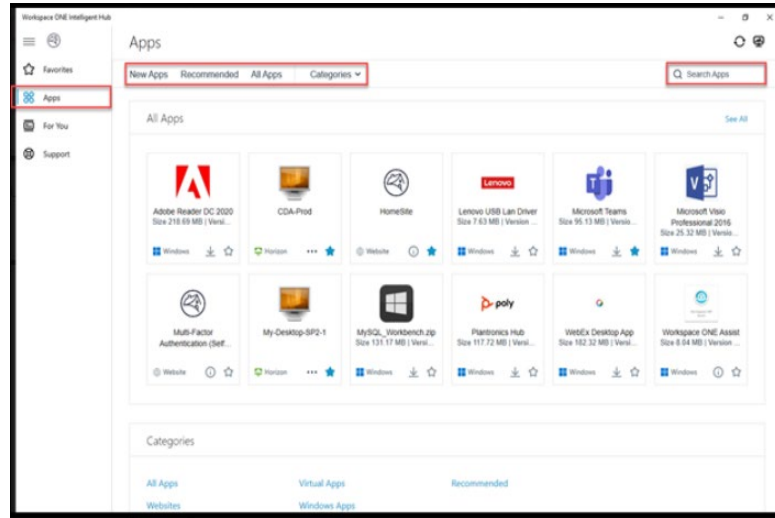 Workspace ONE Intelligent Hub
Apps
Favorites
Apps
For You
Support
New Apps Recommended All Apps Categories
Search Apps
All Apps
See All
Adobe Reader DC 2020
Size 218.69 MB | Versi...
Windows
CDA-Prod
Horizon
HomeSite
Website
Lenovo
Lenovo USB Lan Driver
Size 7.63 MB | Version ...
Windows
Microsoft Teams
Size 95.13 MB | Versi...
Windows
Microsoft Visio
Professional 2016
Size 25.32 MB | Versio...
Windows
Multi-Factor
Authentication (Self...
Website
My-Desktop-SP2-1
Horizon
MySQL_Workbench.zip
Size 131.17 MB | Versi...
Windows
poly
Plantronics Hub
Size 117.72 MB | Versi...
Windows
WebEx Desktop App
Size 182.32 MB | Versi...
Windows
Workspace ONE Assist
Size 8.04 MB | Version ...
Windows
Categories
All Apps
Virtual Apps
Recommended
Websites
Windows Apps